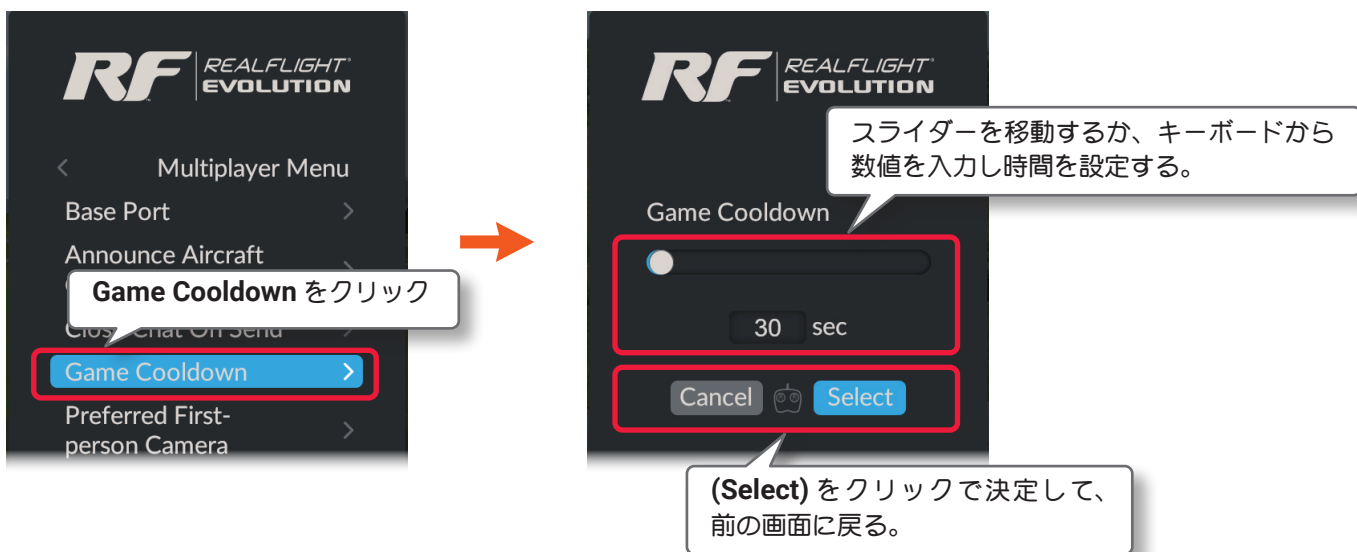 RF REALFLIGHT
EVOLUTION
Multiplayer Menu
Base Port
Announce Aircraft
Game Cooldown をクリック
Close Chat On Send
Game Cooldown
Preferred First-
person Camera
RF REALFLIGHT
EVOLUTION
スライダーを移動するか、キーボードから
数値を入力し時間を設定する。
Game Cooldown
30 sec
Cancel Select
(Select) をクリックで決定して、
前の画面に戻る。